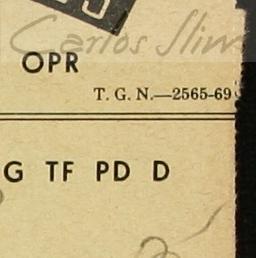 Carlos Slim
OPR
T. G. N.—2565-69
G TF PD D